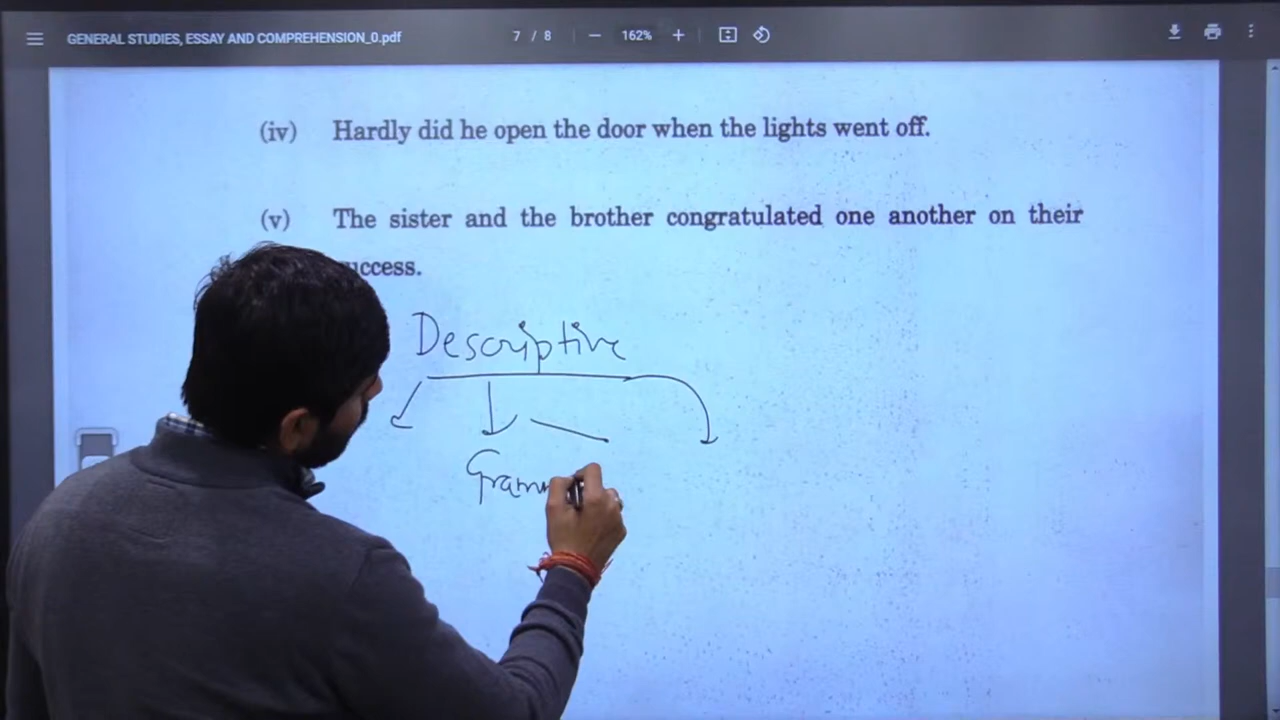 GENERAL STUDIES, ESSAY AND COMPREHENSION_0.pdf 7 / 8 162%
(iv) Hardly did he open the door when the lights went off.
(v) The sister and the brother congratulated one another on their
uccess.
Descriptive
Gram